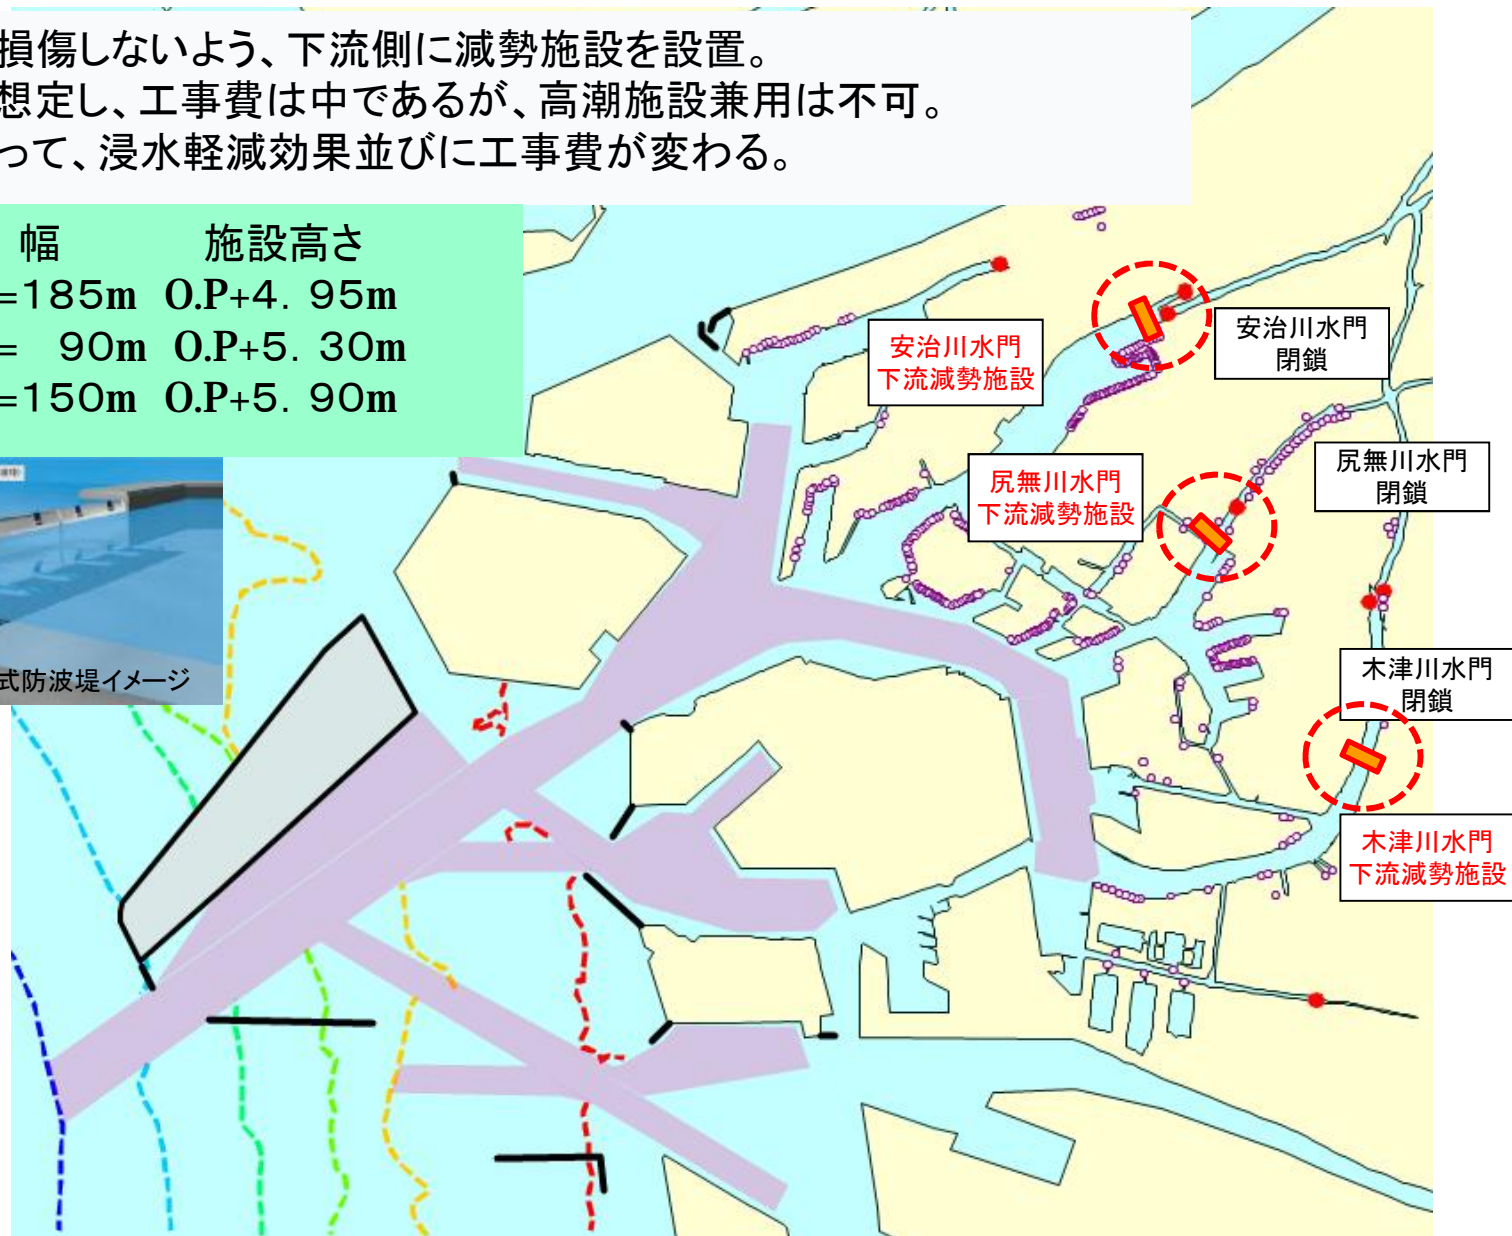 損傷しないよう、下流側に減勢施設を設置。
想定し、工事費は中であるが、高潮施設兼用は不可。
って、浸水軽減効果並びに工事費が変わる。
幅 施設高さ
=185m O.P+4.95m
= 90m O.P+5.30m
=150m O.P+5.90m
式防波堤イメージ
安治川水門
下流減勢施設
安治川水門
閉鎖
尻無川水門
下流減勢施設
尻無川水門
閉鎖
木津川水門
閉鎖
木津川水門
下流減勢施設